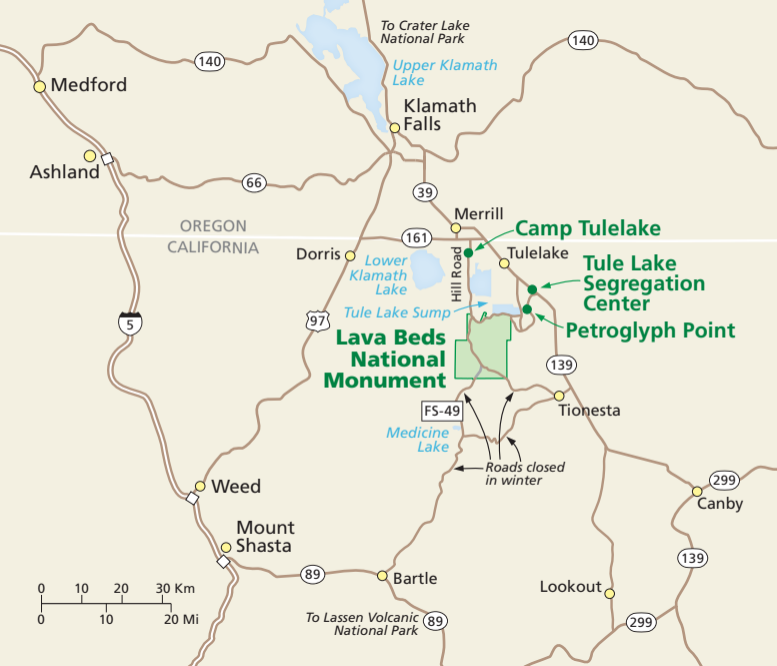 To Crater Lake
National Park
140
140
Upper Klamath
Lake
Medford
Klamath
Falls
Ashland
66
39
OREGON
CALIFORNIA
Merrill
161
Camp Tulelake
Dorris
Tulelake
Lower
Klamath
Lake
Hill Road
Tule Lake
Segregation
Center
Tule Lake Sump
5
97
Petroglyph Point
Lava Beds
National
Monument
139
FS-49
Tionesta
Medicine
Lake
Roads closed
in winter
Weed
299
Canby
Mount
Shasta
139
89
Bartle
Lookout
0 10 20 30 Km
0 10 20 Mi
To Lassen Volcanic
National Park
89
299